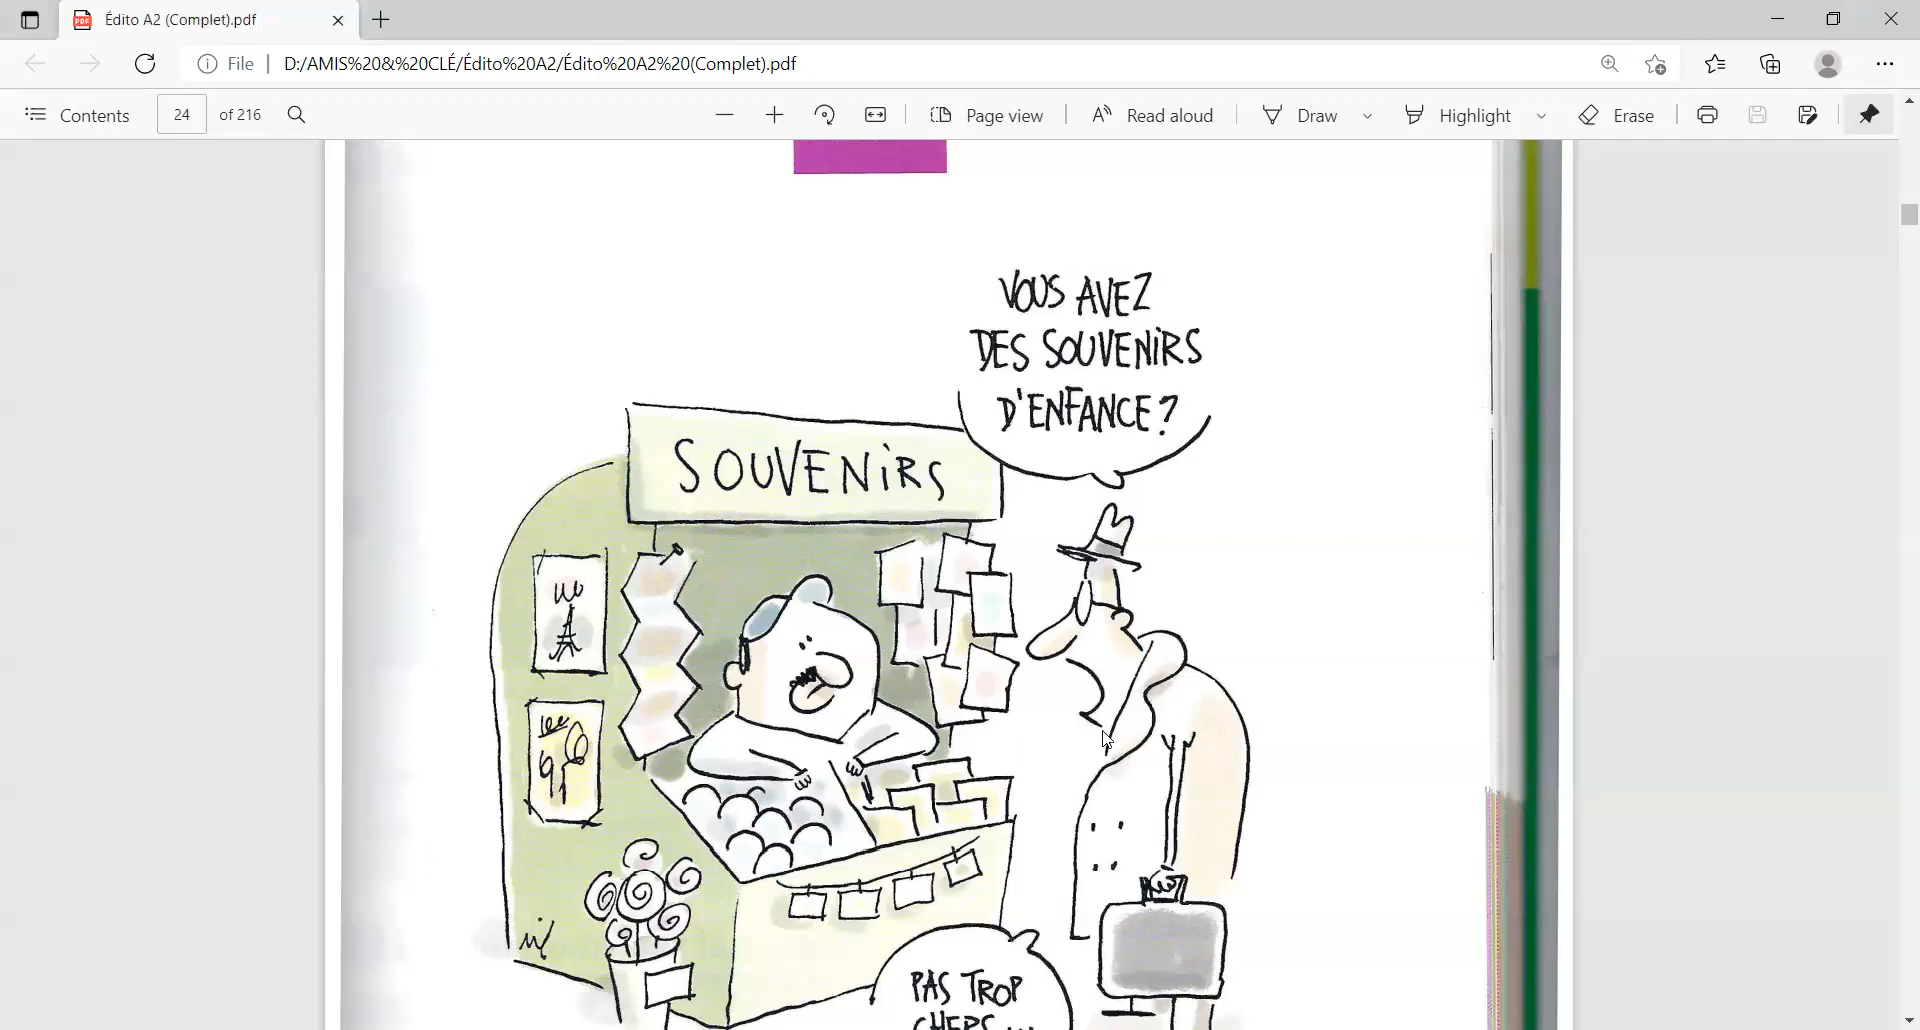 Édito A2 (Complet).pdf
File
D:/AMIS%20&%20CLÉ/Édito%20A2/Édito%20A2%20(Complet).pdf
Contents
24
of 216
Page view
Read aloud
Draw
Highlight
Erase
VOUS AVEZ
DES SOUVENIRS
D'ENFANCE?
SOUVENIRS
PAS TROP
CHERS...